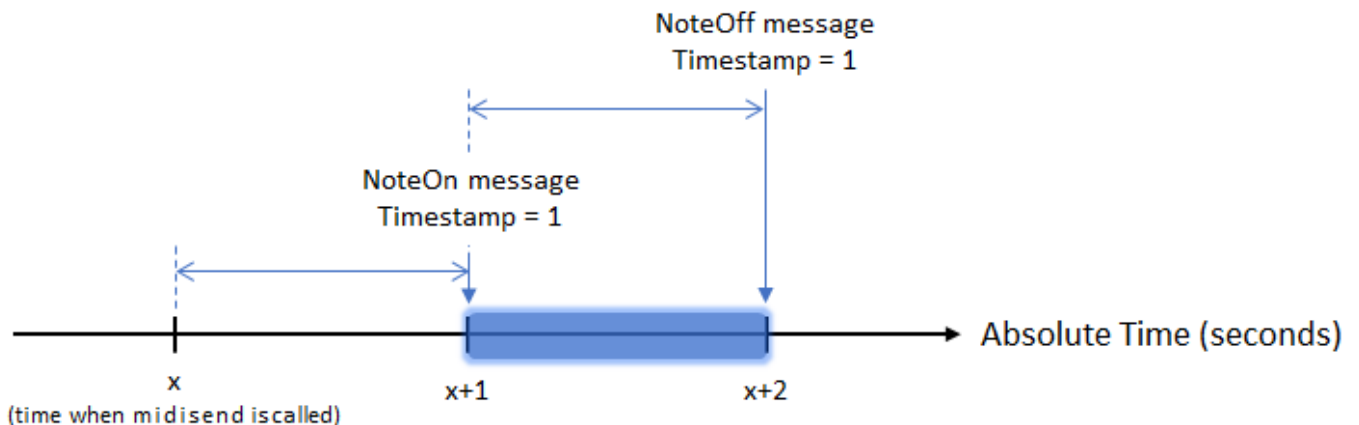 NoteOff message
Timestamp = 1
NoteOn message
Timestamp = 1
Absolute Time (seconds)
x
x+1
x+2
(time when midisend iscalled)